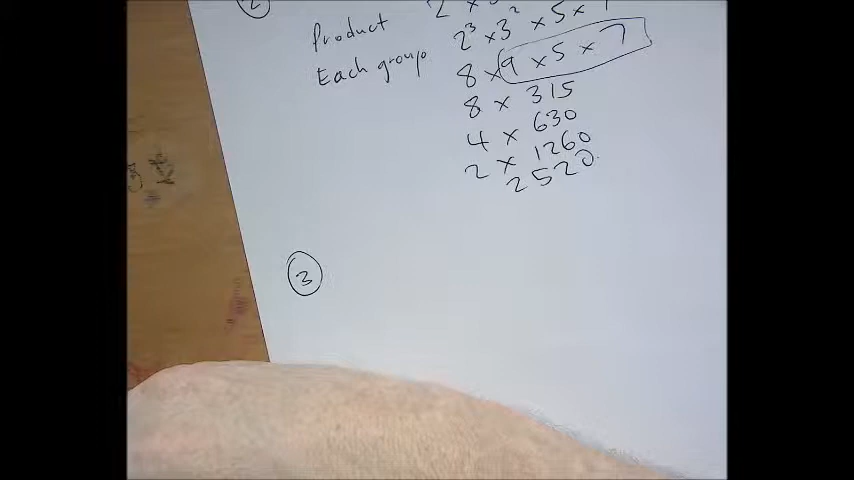 2
Product
2³ × 3² × 5 × 7
Each group
8 × 9 × 5 × 7
8 × 315
4 × 630
2 × 1260
2520
3